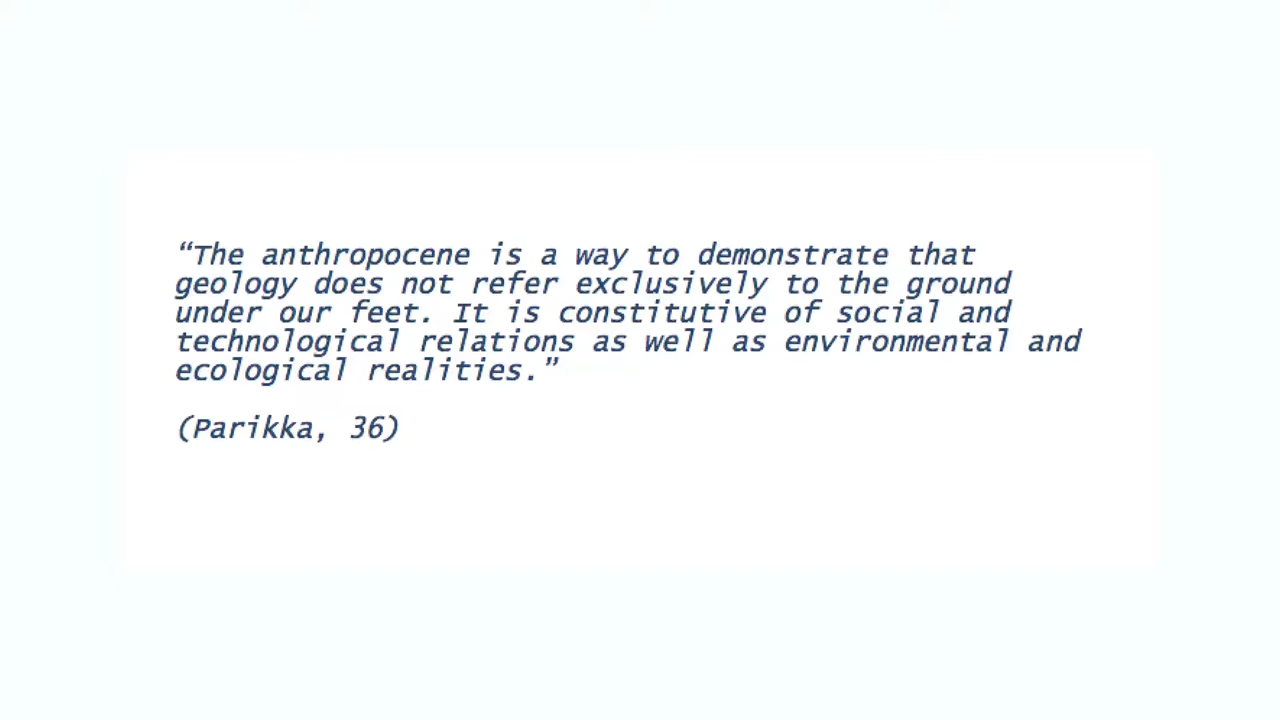 “The anthropocene is a way to demonstrate that
geology does not refer exclusively to the ground
under our feet. It is constitutive of social and
technological relations as well as environmental and
ecological realities.”
(Parikka, 36)